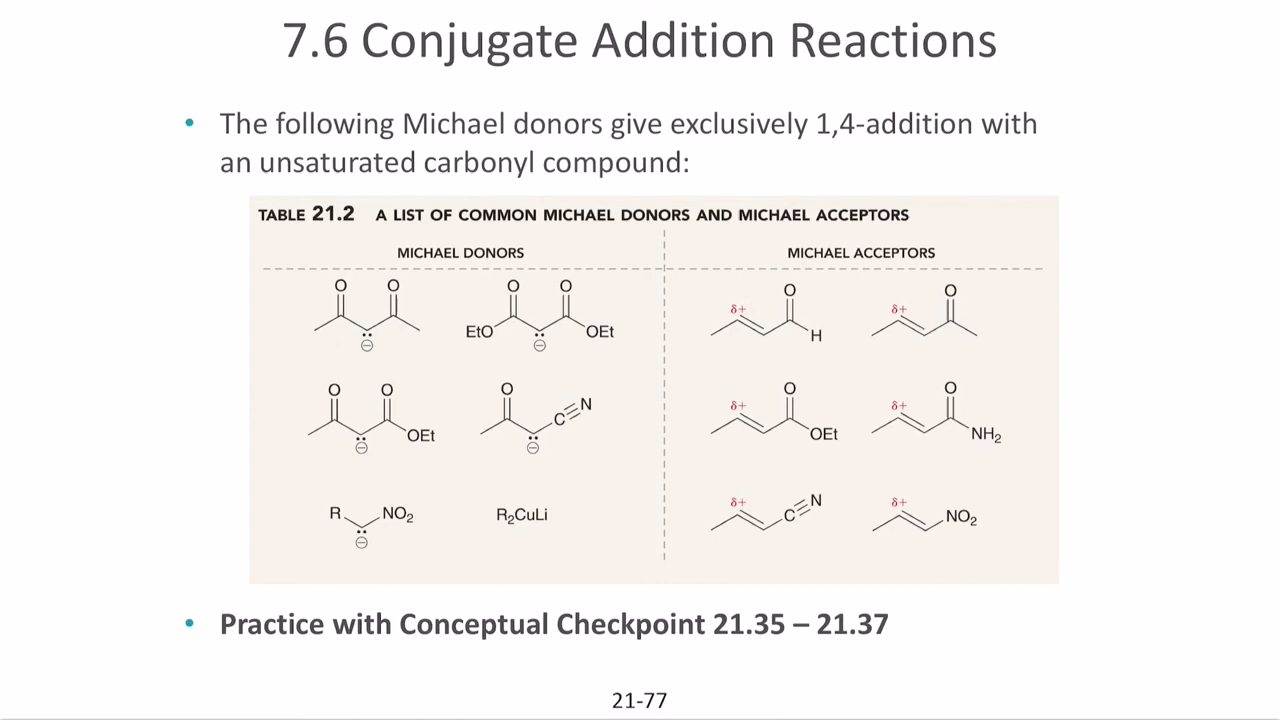 7.6 Conjugate Addition Reactions
• The following Michael donors give exclusively 1,4-addition with
an unsaturated carbonyl compound:
TABLE 21.2 A LIST OF COMMON MICHAEL DONORS AND MICHAEL ACCEPTORS
MICHAEL DONORS MICHAEL ACCEPTORS
O O O O O O
δ+ δ+
EtO OEt H
⊖ ⊖
O O O O O
C≡N δ+ δ+
OEt OEt NH₂
⊖ ⊖
δ+ C≡N δ+
R NO₂ R₂CuLi NO₂
⊖
• Practice with Conceptual Checkpoint 21.35 – 21.37
21-77